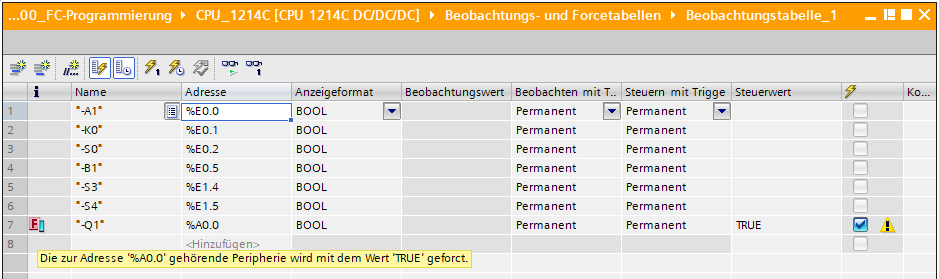 ...00_FC-Programmierung ▸ CPU_1214C [CPU 1214C DC/DC/DC] ▸ Beobachtungs- und Forcetabellen ▸ Beobachtungstabelle_1
i Name Adresse Anzeigeformat Beobachtungswert Beobachten mit T... Steuern mit Trigge Steuerwert Ko...
1 "-A1" %E0.0 BOOL Permanent Permanent
2 "-K0" %E0.1 BOOL Permanent Permanent
3 "-S0" %E0.2 BOOL Permanent Permanent
4 "-B1" %E0.5 BOOL Permanent Permanent
5 "-S3" %E1.4 BOOL Permanent Permanent
6 "-S4" %E1.5 BOOL Permanent Permanent
7 F "-Q1" %A0.0 BOOL Permanent Permanent TRUE
8 <Hinzufügen>
Die zur Adresse '%A0.0' gehörende Peripherie wird mit dem Wert 'TRUE' geforct.